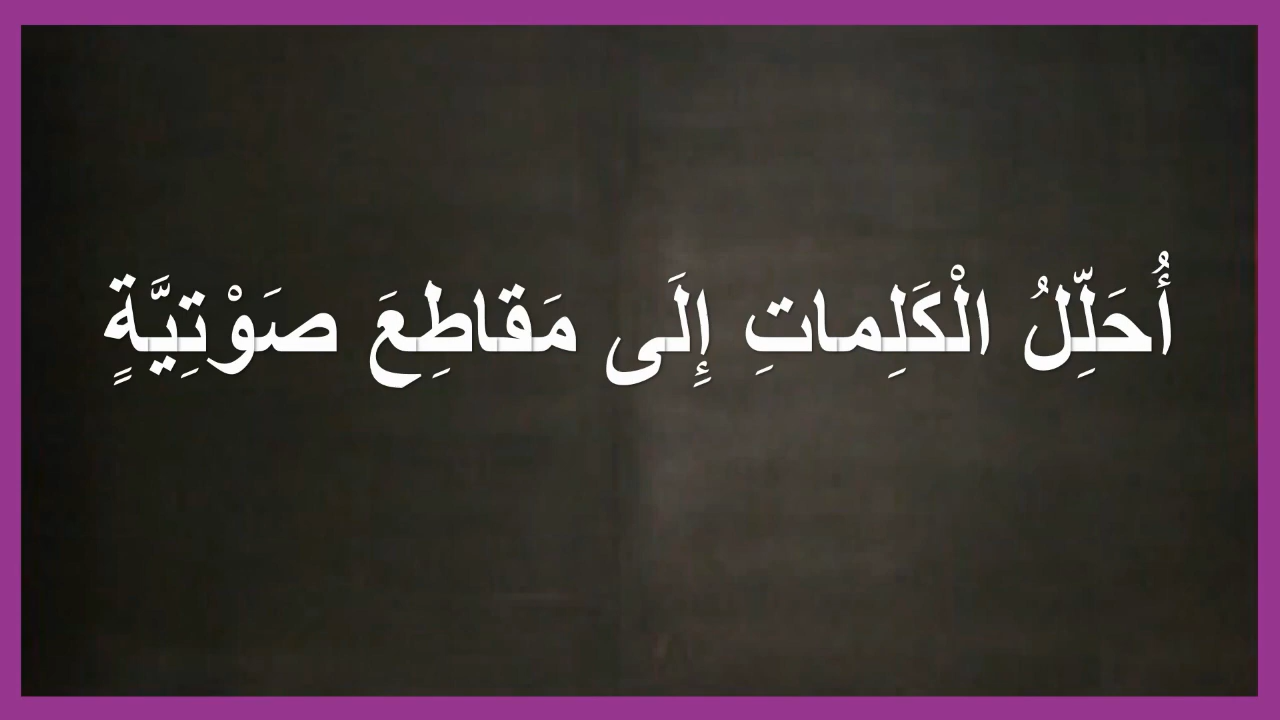 أُحَلِّلُ الْكَلِماتِ إِلَى مَقاطِعَ صَوْتِيَّةٍ